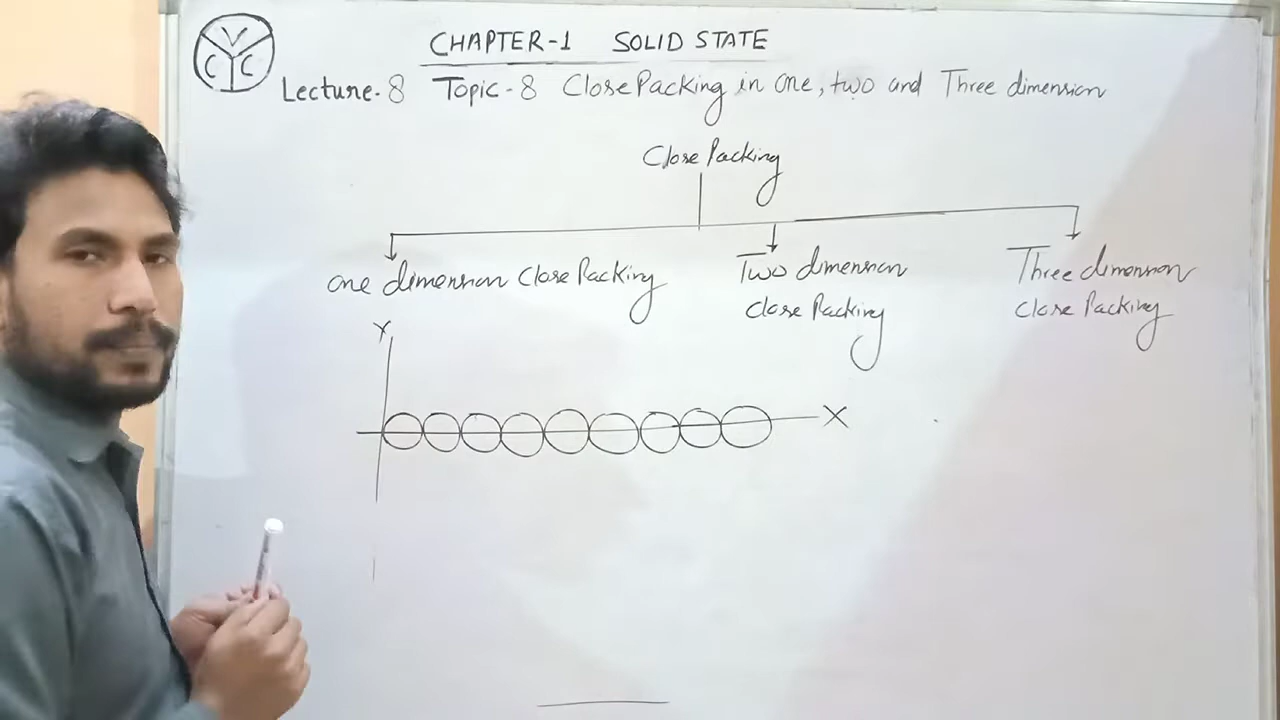 V
C C
CHAPTER-1 SOLID STATE
Lecture-8 Topic-8 Close Packing in one, two and Three dimension
Close Packing
one dimension Close Packing
Two dimension
close Packing
Three dimension
close Packing
Y
X